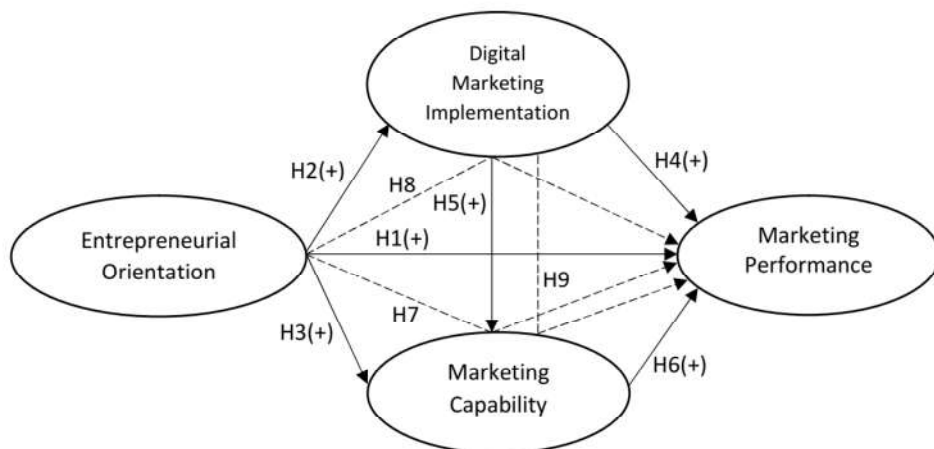 Digital
Marketing
Implementation
H2(+)
H8
H5(+)
H4(+)
Entrepreneurial
Orientation
H1(+)
Marketing
Performance
H9
H7
H3(+)
Marketing
Capability
H6(+)